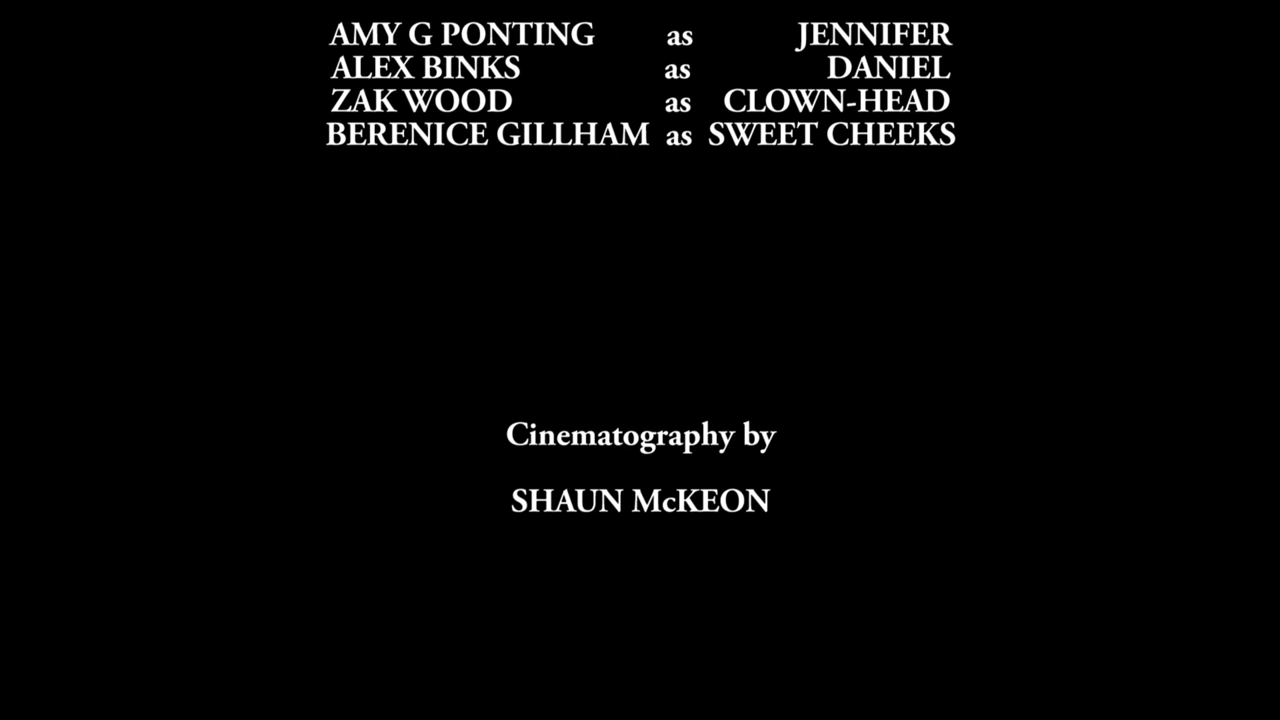 AMY G PONTING as JENNIFER
ALEX BINKS as DANIEL
ZAK WOOD as CLOWN-HEAD
BERENICE GILLHAM as SWEET CHEEKS
Cinematography by
SHAUN McKEON